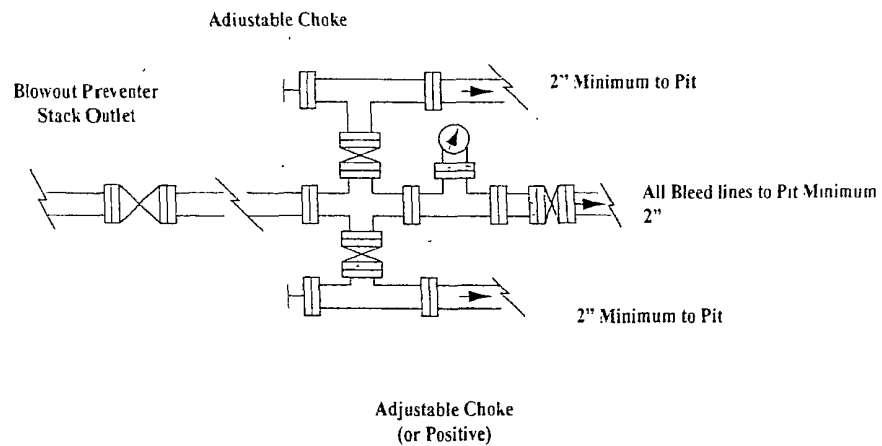 Adjustable Choke
2" Minimum to Pit
Blowout Preventer
Stack Outlet
All Bleed lines to Pit Minimum
2"
2" Minimum to Pit
Adjustable Choke
(or Positive)